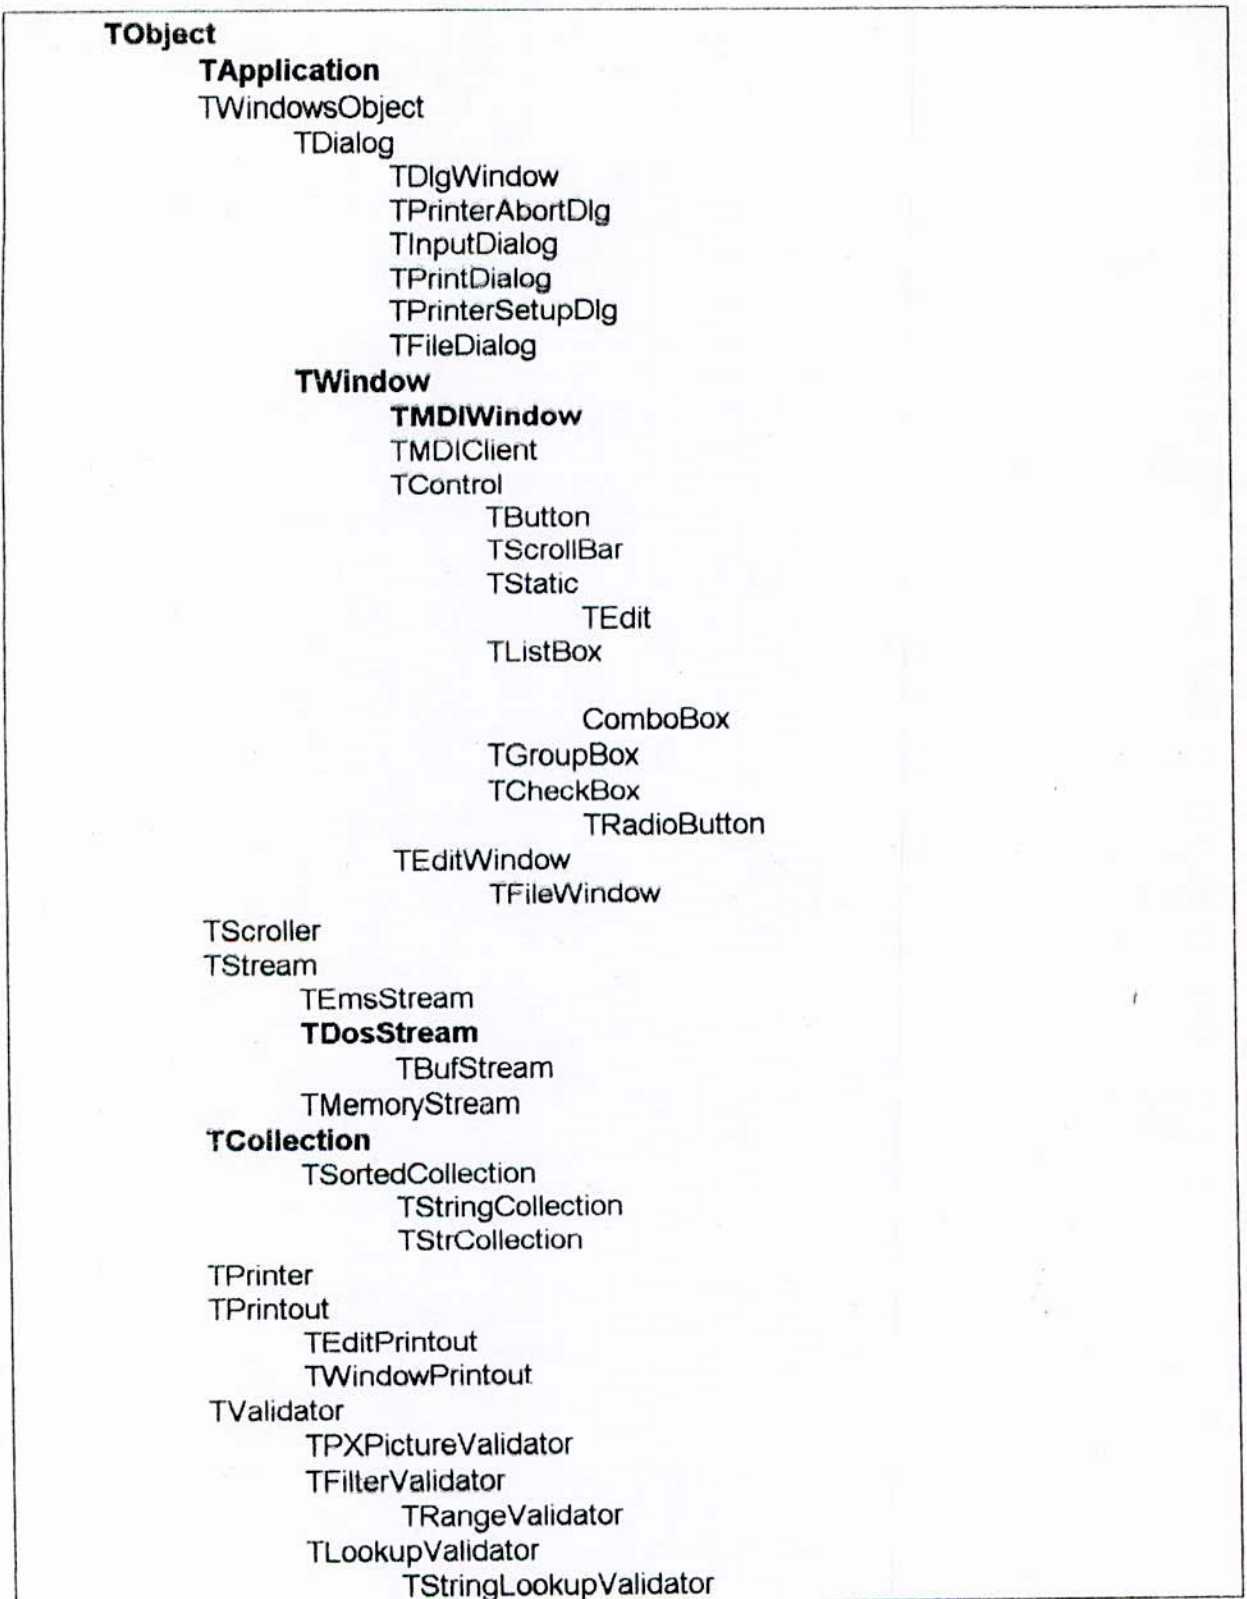 TObject
TApplication
TWindowsObject
TDialog
TDlgWindow
TPrinterAbortDlg
TInputDialog
TPrintDialog
TPrinterSetupDlg
TFileDialog
TWindow
TMDIWindow
TMDIClient
TControl
TButton
TScrollBar
TStatic
TEdit
TListBox
ComboBox
TGroupBox
TCheckBox
TRadioButton
TEditWindow
TFileWindow
TScroller
TStream
TEmsStream
TDosStream
TBufStream
TMemoryStream
TCollection
TSortedCollection
TStringCollection
TStrCollection
TPrinter
TPrintout
TEditPrintout
TWindowPrintout
TValidator
TPXPictureValidator
TFilterValidator
TRangeValidator
TLookupValidator
TStringLookupValidator